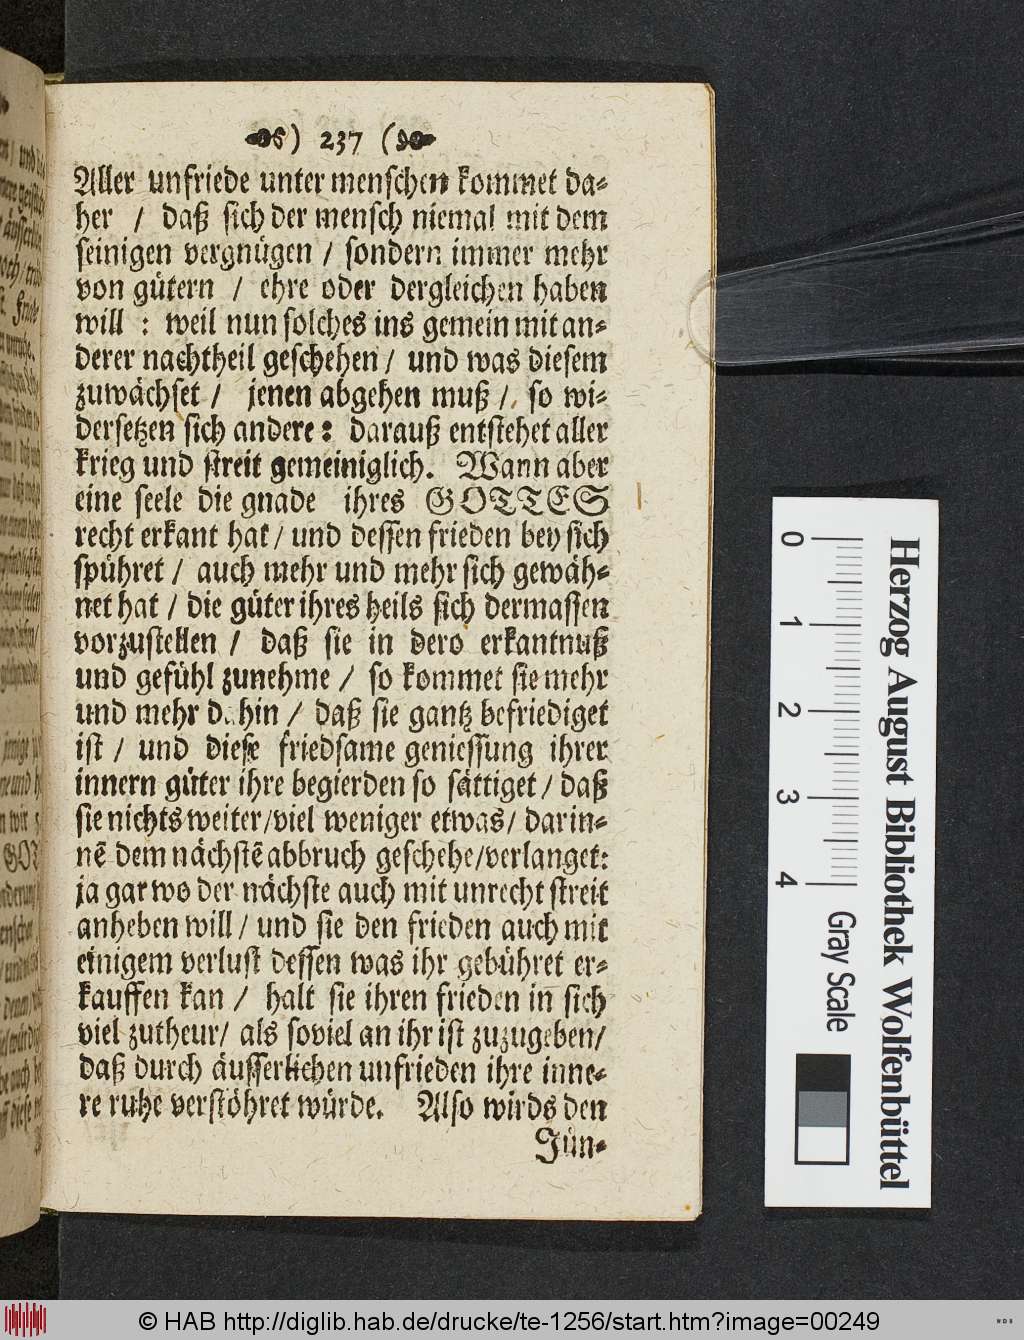 ) 237 (
Aller unfriede unter menschen kommet da-
her / daß sich der mensch niemal mit dem
seinigen vergnügen / sondern immer mehr
von gütern / ehre oder dergleichen haben
will : weil nun solches ins gemein mit an-
derer nachtheil geschehen / und was diesem
zuwächset / jenen abgehen muß / so wi-
dersetzen sich andere : darauß entstehet aller
krieg und streit gemeiniglich. Wann aber
eine seele die gnade ihres GOTTES
recht erkant hat / und dessen frieden bey sich
spühret / auch mehr und mehr sich gewäh-
net hat / die güter ihres heils sich dermassen
vorzustellen / daß sie in dero erkantnuß
und gefühl zunehme / so kommet sie mehr
und mehr dahin / daß sie gantz befriediget
ist / und diese friedsame geniessung ihrer
innern güter ihre begierden so sättiget / daß
sie nichts weiter/viel weniger etwas/ darin-
nē dem nächstē abbruch geschehe/verlanget:
ja gar wo der nächste auch mit unrecht streit
anheben will / und sie den frieden auch mit
einigem verlust dessen was ihr gebühret er-
kauffen kan / halt sie ihren frieden in sich
viel zutheur/ als soviel an ihr ist zuzugeben/
daß durch äusserlichen unfrieden ihre inne-
re ruhe verstöhret würde. Also wirds den
Jün-
0 1 2 3 4
Gray Scale
Herzog August Bibliothek Wolfenbüttel
© HAB http://diglib.hab.de/drucke/te-1256/start.htm?image=00249